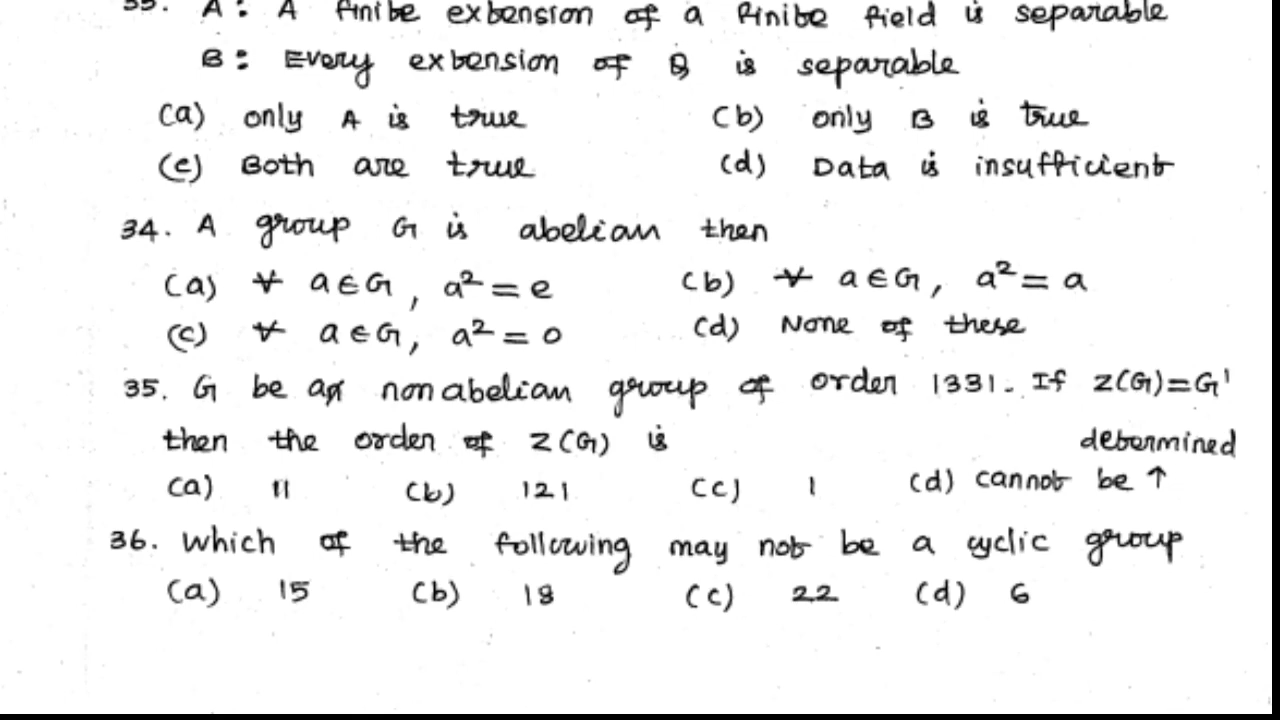 33. A: A finite extension of a finite field is separable
B: Every extension of Q is separable
(a) only A is true (b) only B is true
(c) Both are true (d) Data is insufficient
34. A group G is abelian then
(a) ∀ a∈G, a²=e (b) ∀ a∈G, a²=a
(c) ∀ a∈G, a²=0 (d) None of these
35. G be a non abelian group of order 1331. If Z(G)=G'
then the order of Z(G) is determined
(a) 11 (b) 121 (c) 1 (d) cannot be ↑
36. which of the following may not be a cyclic group
(a) 15 (b) 18 (c) 22 (d) 6